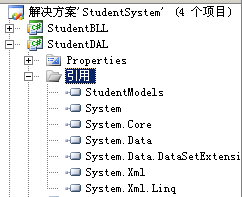 解决方案'StudentSystem' (4 个项目)
StudentBLL
StudentDAL
Properties
引用
StudentModels
System
System.Core
System.Data
System.Data.DataSetExtensi
System.Xml
System.Xml.Linq